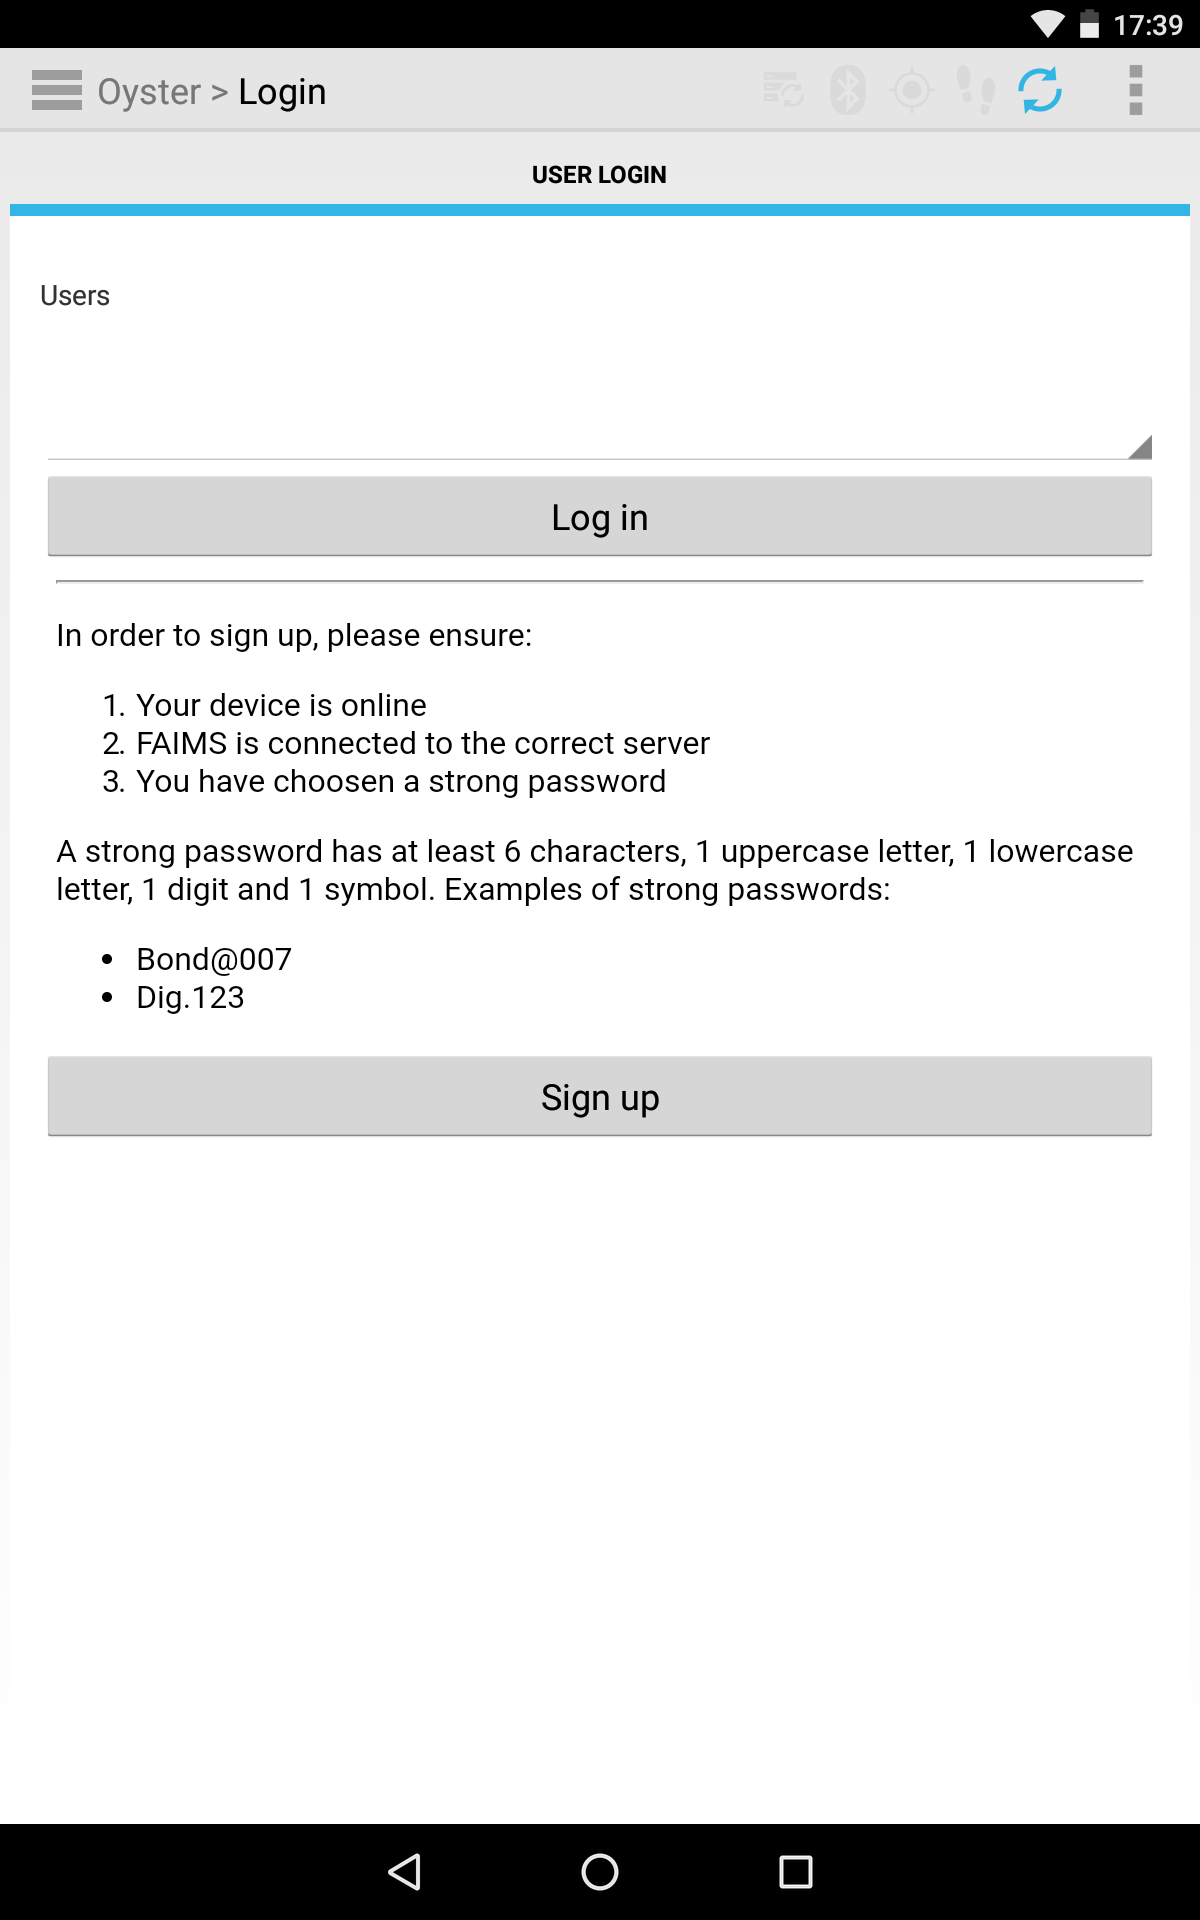 17:39
Oyster > Login
USER LOGIN
Users
Log in
In order to sign up, please ensure:
1. Your device is online
2. FAIMS is connected to the correct server
3. You have choosen a strong password
A strong password has at least 6 characters, 1 uppercase letter, 1 lowercase
letter, 1 digit and 1 symbol. Examples of strong passwords:
• Bond@007
• Dig.123
Sign up